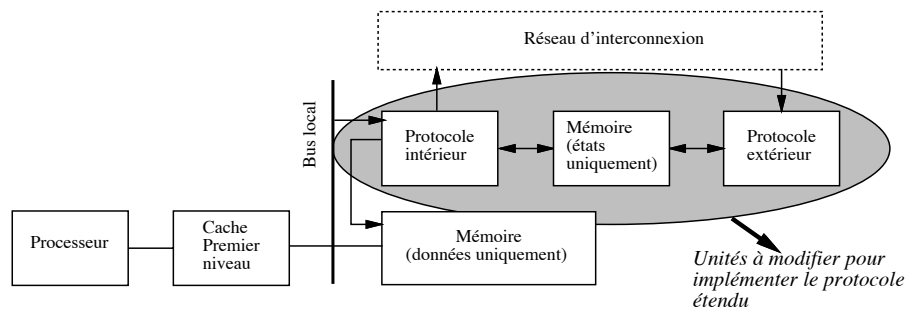 Réseau d'interconnexion
Bus local
Protocole
intérieur
Mémoire
(états
uniquement)
Protocole
extérieur
Processeur
Cache
Premier
niveau
Mémoire
(données uniquement)
Unités à modifier pour
implémenter le protocole
étendu